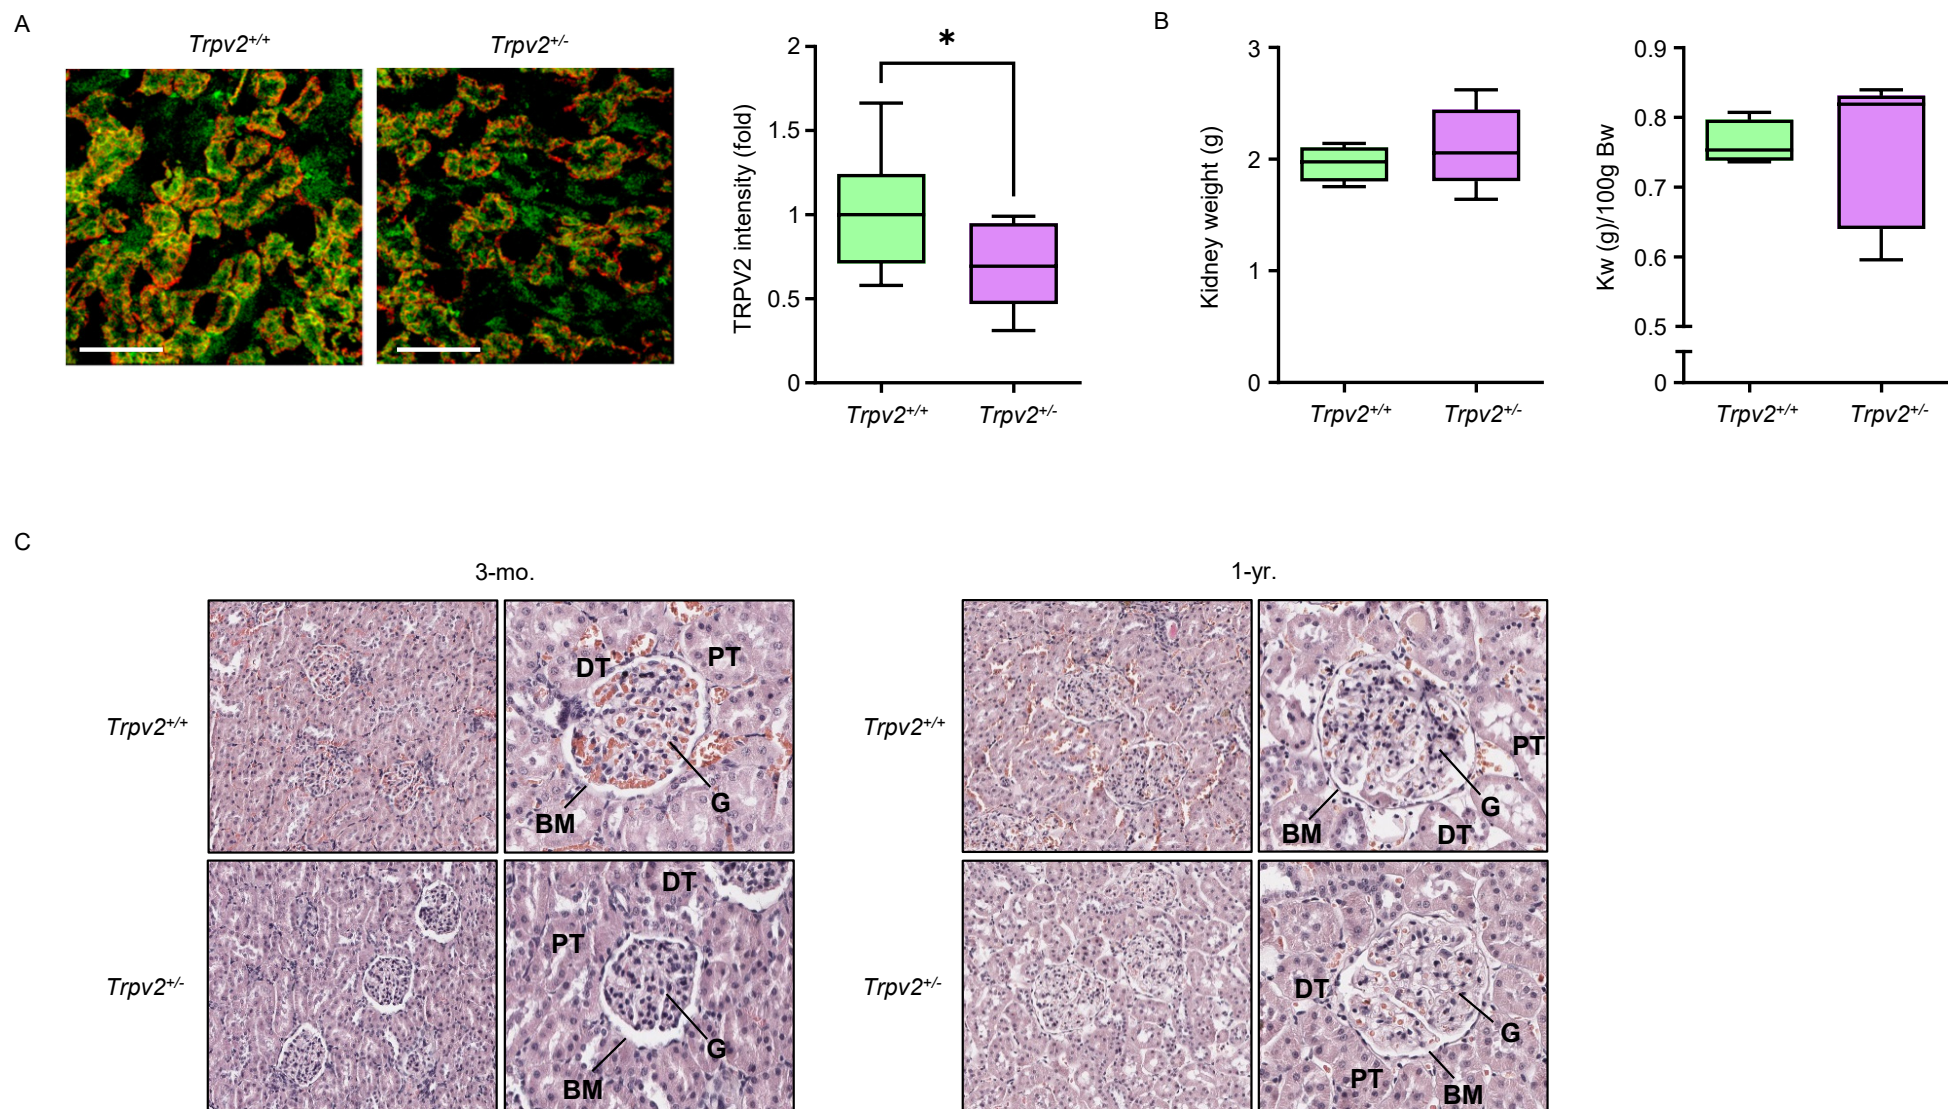 A
Trpv2+/+
Trpv2+/-
TRPV2 intensity (fold)
2
1.5
1
0.5
0
*
Trpv2+/+
Trpv2+/-
B
Kidney weight (g)
3
2
1
0
Trpv2+/+
Trpv2+/-
Kw (g)/100g Bw
0.9
0.8
0.7
0.6
0.5
0
Trpv2+/+
Trpv2+/-
C
3-mo.
1-yr.
Trpv2+/+
DT
PT
G
BM
Trpv2+/+
PT
G
BM
DT
Trpv2+/-
DT
PT
G
BM
Trpv2+/-
DT
G
PT
BM